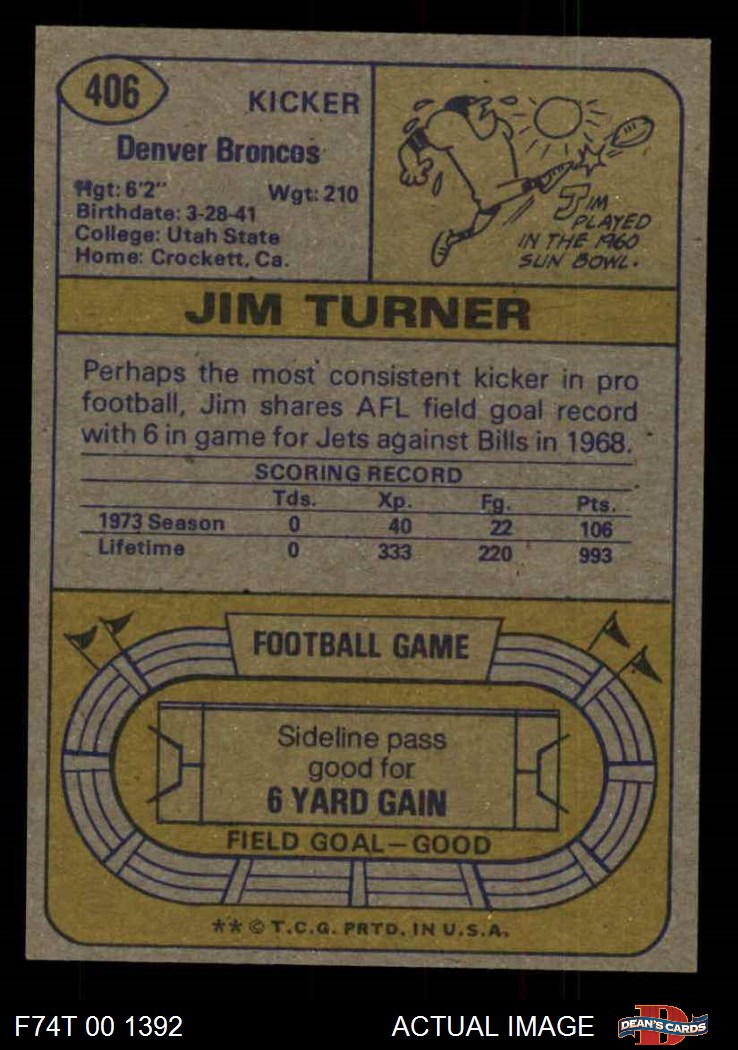 406
KICKER
Denver Broncos
Hgt: 6'2" Wgt: 210
Birthdate: 3-28-41
College: Utah State
Home: Crockett, Ca.
JIM
PLAYED
IN THE 1960
SUN BOWL.
JIM TURNER
Perhaps the most consistent kicker in pro
football, Jim shares AFL field goal record
with 6 in game for Jets against Bills in 1968.
SCORING RECORD
Tds. Xp. Fg. Pts.
1973 Season 0 40 22 106
Lifetime 0 333 220 993
FOOTBALL GAME
Sideline pass
good for
6 YARD GAIN
FIELD GOAL—GOOD
** © T.C.G. PRTD. IN U.S.A.
F74T 00 1392 ACTUAL IMAGE
D
DEAN'S CARDS